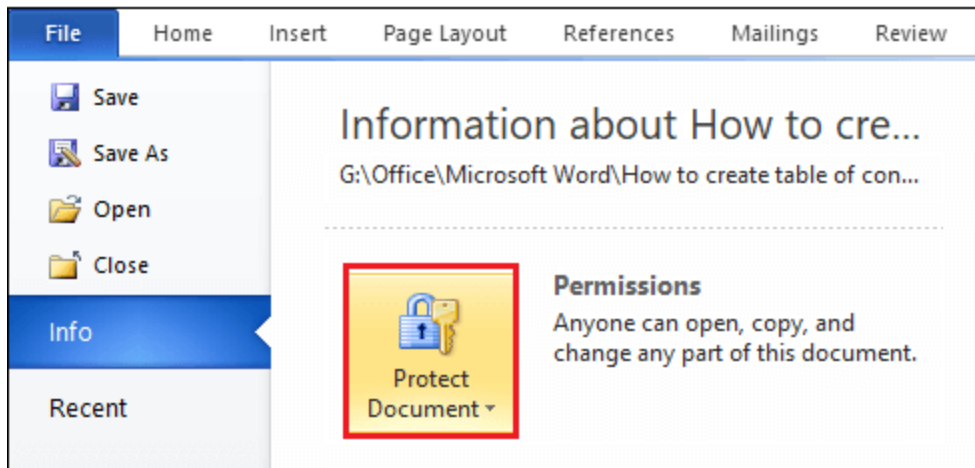 File Home Insert Page Layout References Mailings Review
Save
Save As
Open
Close
Info
Recent
Information about How to cre...
G:\Office\Microsoft Word\How to create table of con...
Protect
Document
Permissions
Anyone can open, copy, and
change any part of this document.